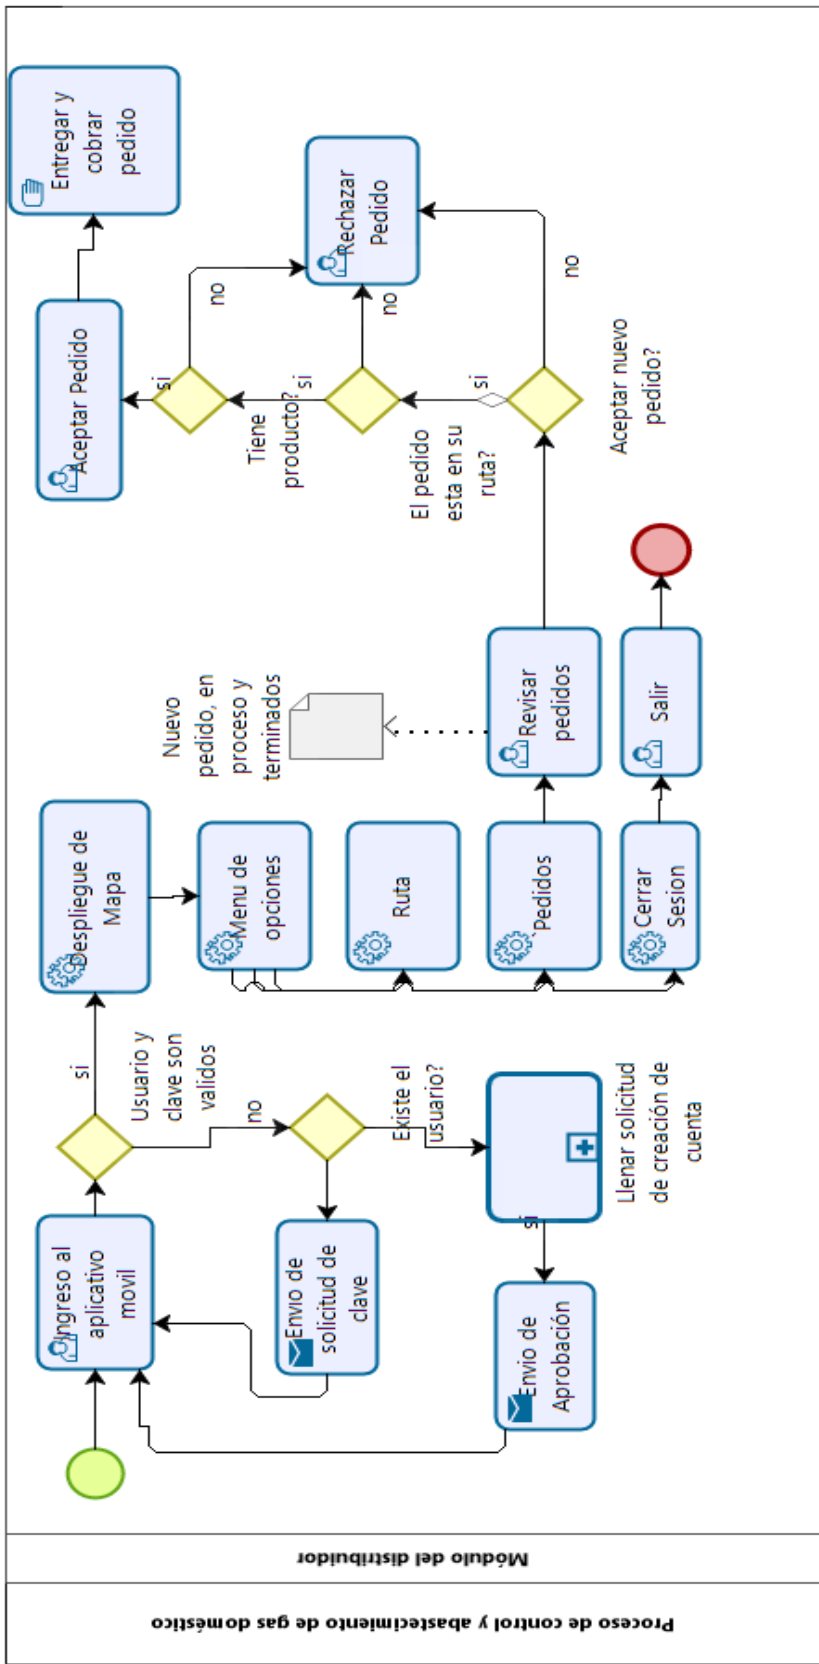 Proceso de control y abastecimiento de gas doméstico
Módulo del distribuidor
Ingreso al
aplicativo
movil
si
Usuario y
clave son
validos
no
Envio de
solicitud de
clave
Existe el
usuario?
Llenar solicitud
de creación de
cuenta
si
Envio de
Aprobación
Despliegue de
Mapa
Menu de
opciones
Ruta
Pedidos
Cerrar
Sesion
Nuevo
pedido, en
proceso y
terminados
Revisar
pedidos
Salir
Aceptar nuevo
pedido?
no
si
El pedido
esta en su
ruta?
no
si
Tiene
producto?
no
si
Rechazar
Pedido
Aceptar Pedido
Entregar y
cobrar
pedido